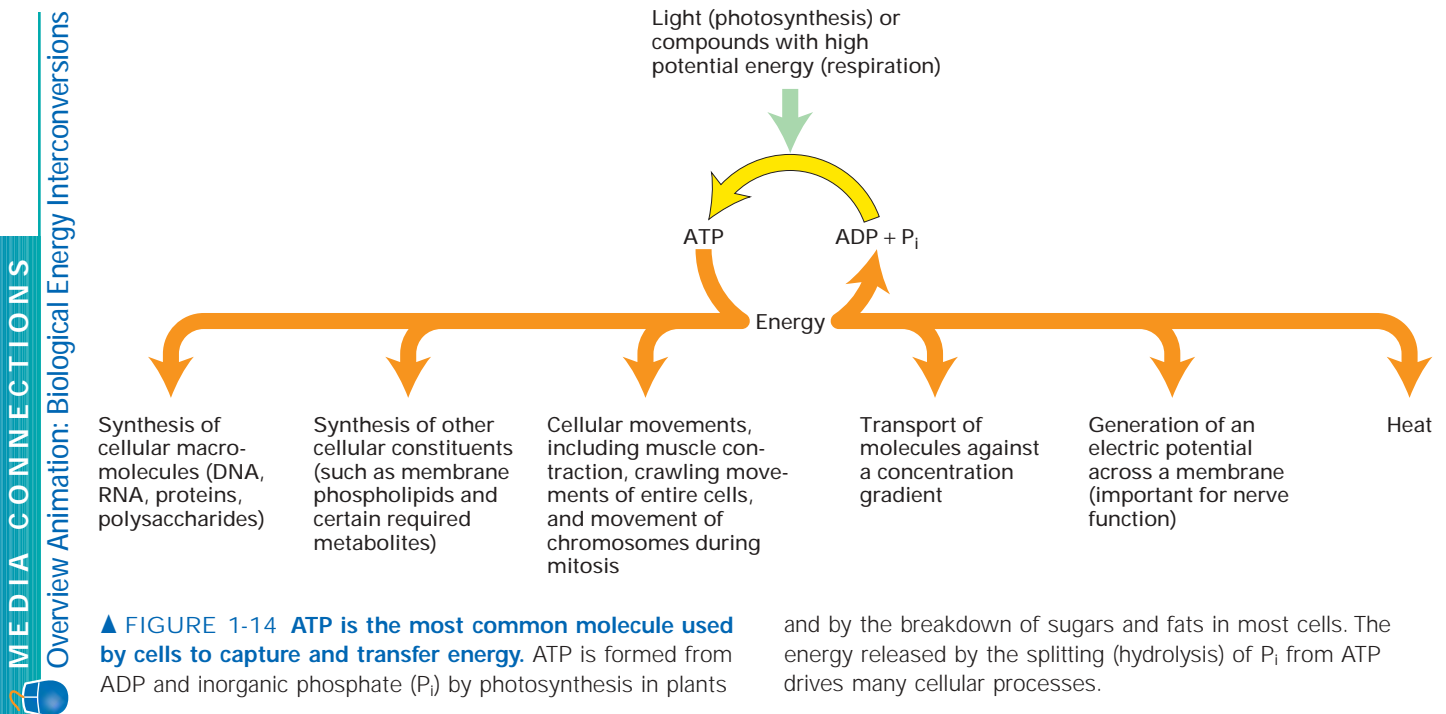 MEDIA CONNECTIONS
Overview Animation: Biological Energy Interconversions
Light (photosynthesis) or
compounds with high
potential energy (respiration)
ATP
ADP + Pi
Energy
Synthesis of
cellular macro-
molecules (DNA,
RNA, proteins,
polysaccharides)
Synthesis of other
cellular constituents
(such as membrane
phospholipids and
certain required
metabolites)
Cellular movements,
including muscle con-
traction, crawling move-
ments of entire cells,
and movement of
chromosomes during
mitosis
Transport of
molecules against
a concentration
gradient
Generation of an
electric potential
across a membrane
(important for nerve
function)
Heat
▲ FIGURE 1-14 ATP is the most common molecule used
by cells to capture and transfer energy. ATP is formed from
ADP and inorganic phosphate (Pi) by photosynthesis in plants
and by the breakdown of sugars and fats in most cells. The
energy released by the splitting (hydrolysis) of Pi from ATP
drives many cellular processes.